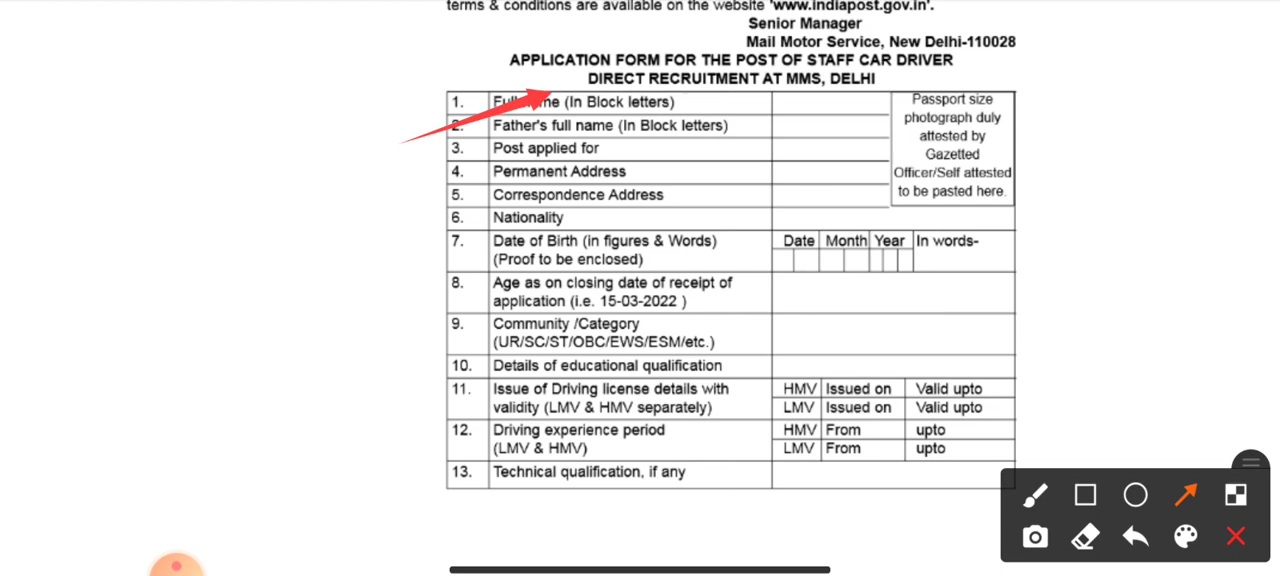 terms & conditions are available on the website 'www.indiapost.gov.in'.
Senior Manager
Mail Motor Service, New Delhi-110028
APPLICATION FORM FOR THE POST OF STAFF CAR DRIVER
DIRECT RECRUITMENT AT MMS, DELHI
1. Full name (In Block letters)
2. Father's full name (In Block letters)
3. Post applied for
4. Permanent Address
5. Correspondence Address
Passport size
photograph duly
attested by
Gazetted
Officer/Self attested
to be pasted here.
6. Nationality
7. Date of Birth (in figures & Words) Date Month Year In words-
(Proof to be enclosed)
8. Age as on closing date of receipt of
application (i.e. 15-03-2022 )
9. Community /Category
(UR/SC/ST/OBC/EWS/ESM/etc.)
10. Details of educational qualification
11. Issue of Driving license details with HMV Issued on Valid upto
validity (LMV & HMV separately) LMV Issued on Valid upto
12. Driving experience period HMV From upto
(LMV & HMV) LMV From upto
13. Technical qualification, if any